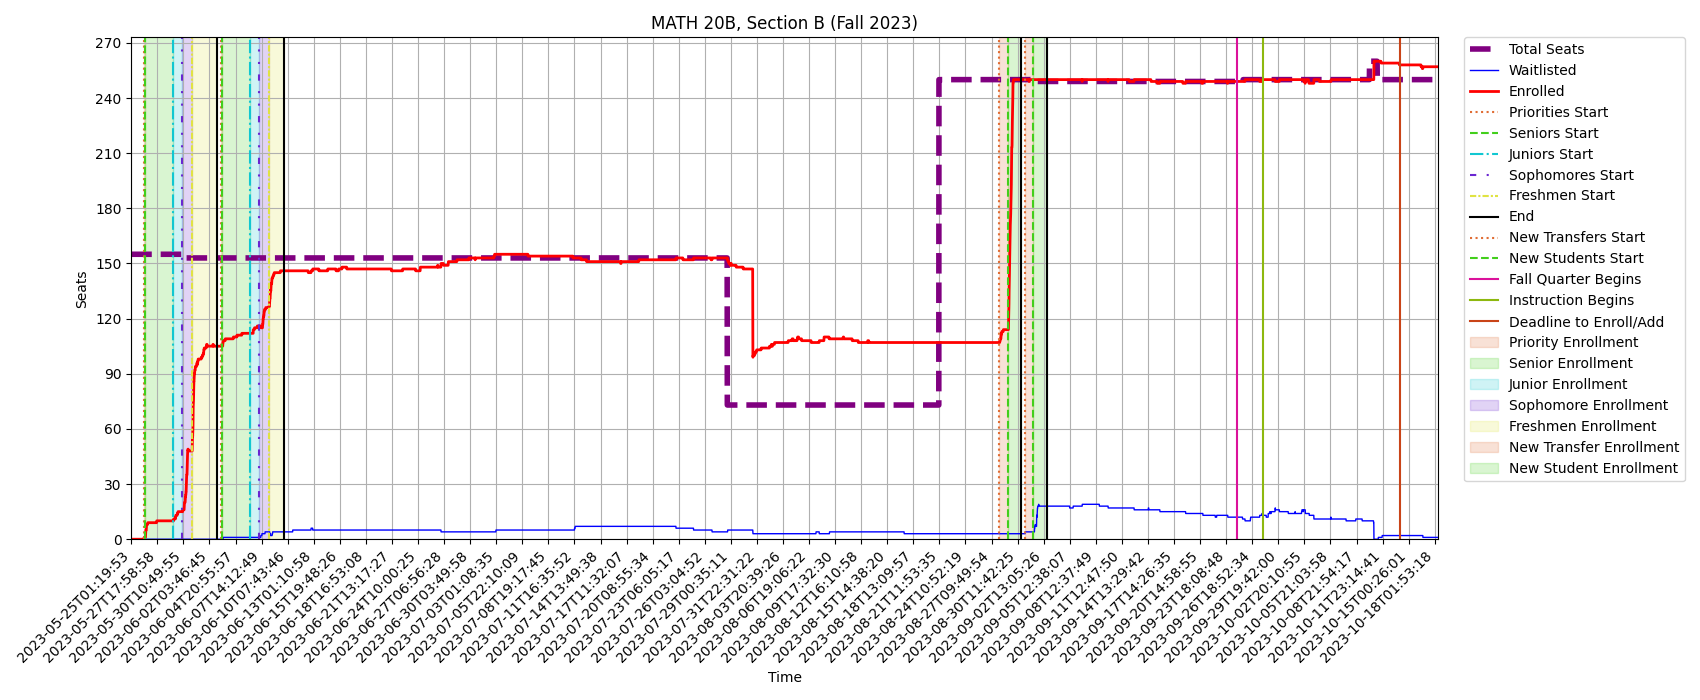 MATH 20B, Section B (Fall 2023)
Seats
270
240
210
180
150
120
90
60
30
0
2023-05-25T01:19:53
2023-05-27T17:58:58
2023-05-30T10:49:55
2023-06-02T03:46:45
2023-06-04T20:55:57
2023-06-07T14:12:49
2023-06-10T07:43:46
2023-06-13T01:10:58
2023-06-15T19:48:26
2023-06-18T16:53:08
2023-06-21T13:17:27
2023-06-24T10:00:25
2023-06-27T06:56:28
2023-06-30T03:49:58
2023-07-03T01:08:35
2023-07-05T22:10:09
2023-07-08T19:17:45
2023-07-11T16:35:52
2023-07-14T13:49:38
2023-07-17T11:32:07
2023-07-20T08:55:34
2023-07-23T06:05:17
2023-07-26T03:04:52
2023-07-29T00:35:11
2023-07-31T22:31:22
2023-08-03T20:39:26
2023-08-06T19:06:22
2023-08-09T17:32:30
2023-08-12T16:10:58
2023-08-15T14:38:20
2023-08-18T13:09:57
2023-08-21T11:53:35
2023-08-24T10:52:19
2023-08-27T09:49:54
2023-08-30T11:42:25
2023-09-02T13:05:26
2023-09-05T12:38:07
2023-09-08T12:37:49
2023-09-11T12:47:50
2023-09-14T13:29:42
2023-09-17T14:26:35
2023-09-20T14:58:55
2023-09-23T18:08:48
2023-09-26T18:52:34
2023-09-29T19:42:00
2023-10-02T20:10:55
2023-10-05T21:03:58
2023-10-08T21:54:17
2023-10-11T23:14:41
2023-10-15T00:26:01
2023-10-18T01:53:18
Time
Total Seats
Waitlisted
Enrolled
Priorities Start
Seniors Start
Juniors Start
Sophomores Start
Freshmen Start
End
New Transfers Start
New Students Start
Fall Quarter Begins
Instruction Begins
Deadline to Enroll/Add
Priority Enrollment
Senior Enrollment
Junior Enrollment
Sophomore Enrollment
Freshmen Enrollment
New Transfer Enrollment
New Student Enrollment